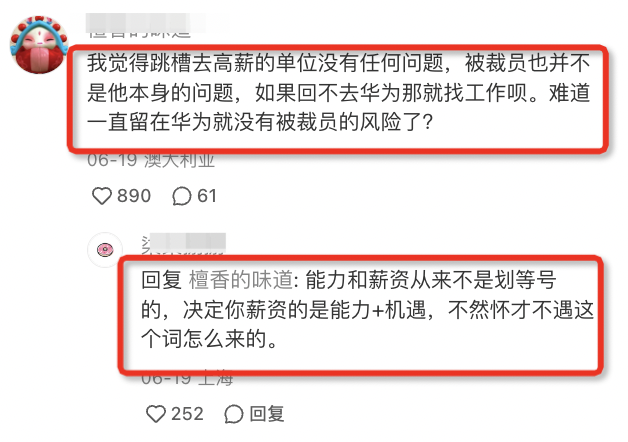 檀香的味道
我觉得跳槽去高薪的单位没有任何问题，被裁员也并不
是他本身的问题，如果回不去华为那就找工作呗。难道
一直留在华为就没有被裁员的风险了？
06-19 澳大利亚
890 61
回复 檀香的味道: 能力和薪资从来不是划等号
的，决定你薪资的是能力+机遇，不然怀才不遇这
个词怎么来的。
06-19 上海
252 回复